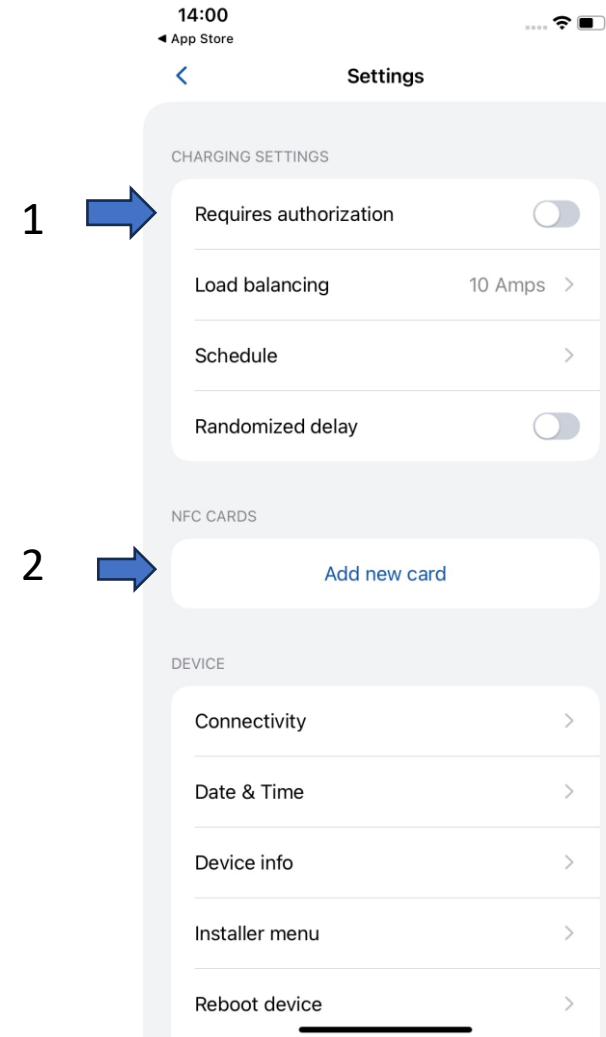 14:00
◀ App Store
Settings
CHARGING SETTINGS
1
Requires authorization
Load balancing 10 Amps
Schedule
Randomized delay
NFC CARDS
2
Add new card
DEVICE
Connectivity
Date & Time
Device info
Installer menu
Reboot device